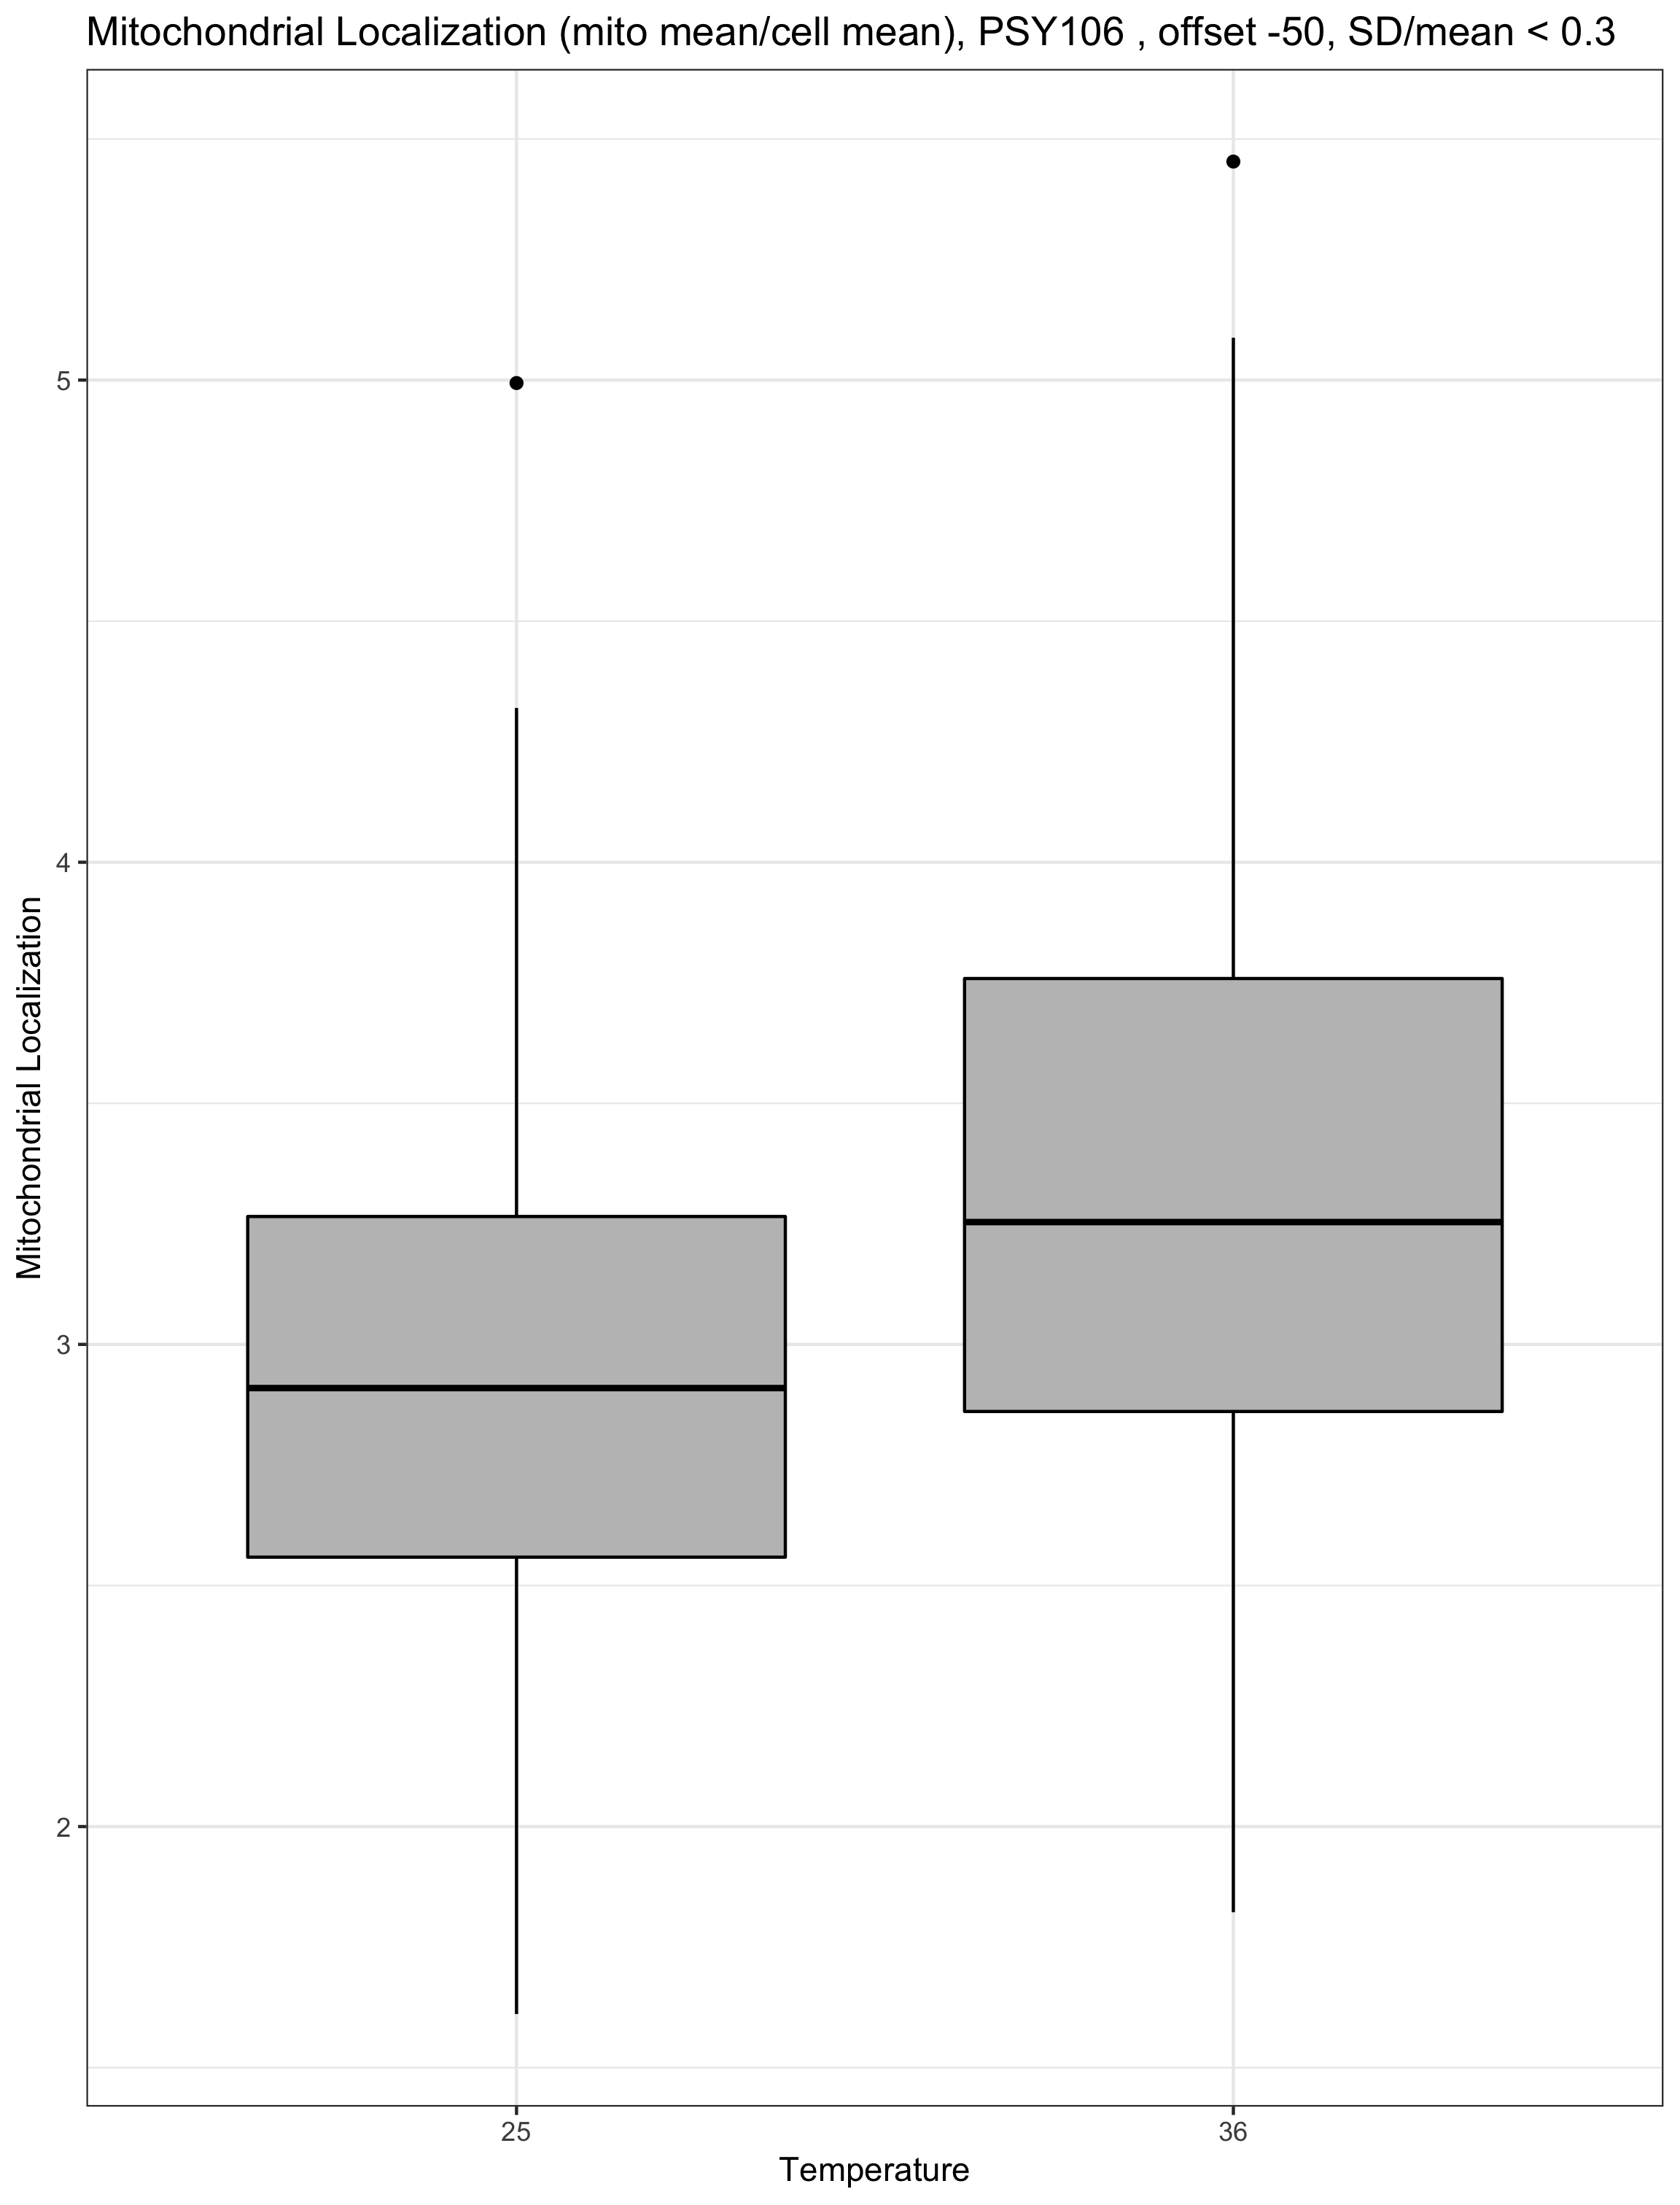 Mitochondrial Localization (mito mean/cell mean), PSY106 , offset -50, SD/mean < 0.3
Mitochondrial Localization
5
4
3
2
25
36
Temperature